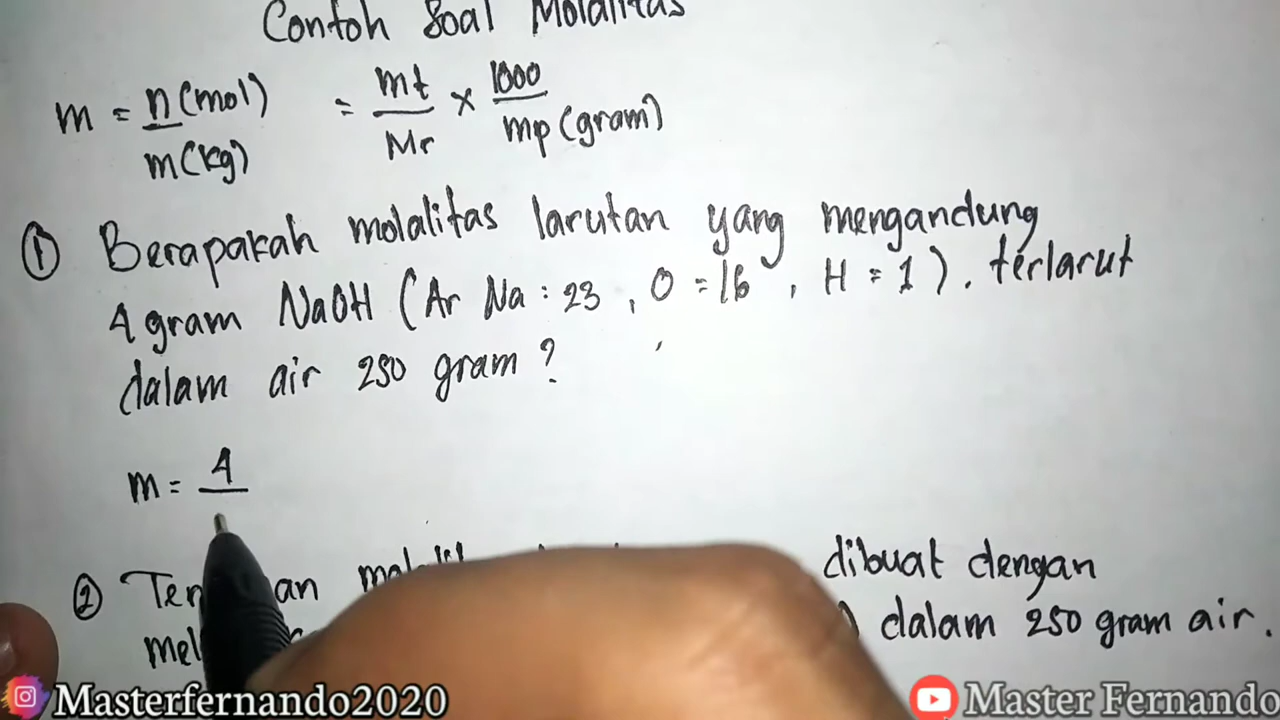 Contoh Soal Molalitas
m = n(mol) / m(kg) = mt / Mr × 1000 / mp (gram)
① Berapakah molalitas larutan yang mengandung
4 gram NaOH (Ar Na : 23 , O = 16 , H = 1 ) . terlarut
dalam air 250 gram ?
m = 4
② dibuat dengan
dalam 250 gram air.
Masterfernando2020
Master Fernando